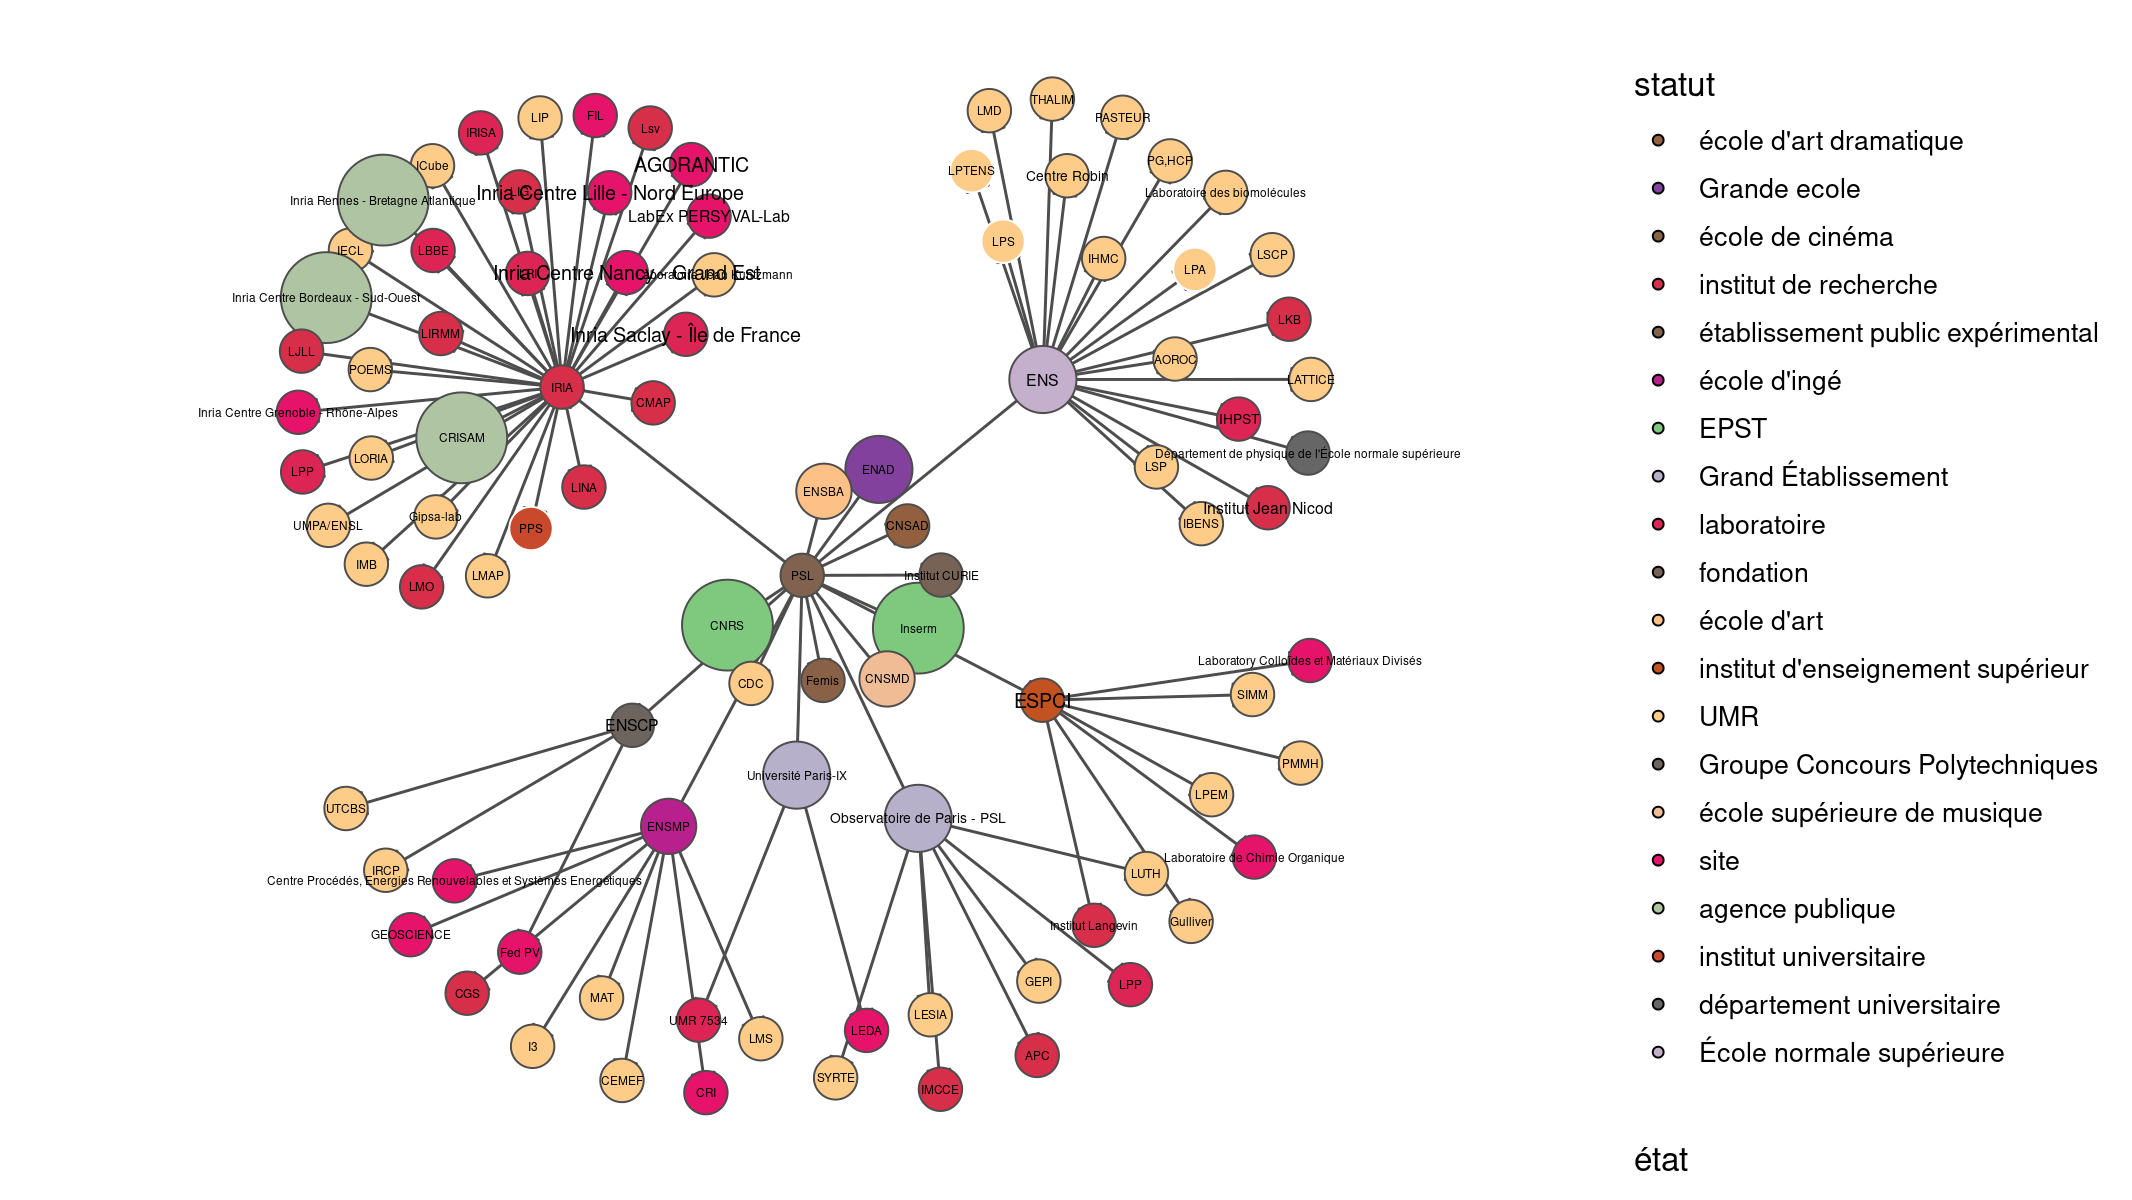 statut
école d'art dramatique
Grande ecole
école de cinéma
institut de recherche
établissement public expérimental
école d'ingé
EPST
Grand Établissement
laboratoire
fondation
école d'art
institut d'enseignement supérieur
UMR
Groupe Concours Polytechniques
école supérieure de musique
site
agence publique
institut universitaire
département universitaire
École normale supérieure
état
LIP
FIL
Lsv
IRISA
ICube
AGORANTIC
Inria Centre Lille - Nord Europe
Inria Rennes - Bretagne Atlantique
LabEx PERSYVAL-Lab
IECL
LBBE
Inria Centre Nancy - Grand Est
Inria Centre Bordeaux - Sud-Ouest
LIRMM
Inria Saclay - Île de France
LJLL
POEMS
IRIA
CMAP
Inria Centre Grenoble - Rhône-Alpes
CRISAM
LORIA
LPP
LINA
Gipsa-lab
UMPA/ENSL
PPS
IMB
LMO
LMAP
THALIM
LMD
PASTEUR
PG,HCP
LPTENS
Centre Robin
Laboratoire des biomolécules
LPS
IHMC
LPA
LSCP
LKB
AOROC
ENS
LATTICE
IHPST
Département de physique de l'École normale supérieure
LSP
Institut Jean Nicod
IBENS
ENAD
ENSBA
CNSAD
PSL
Institut CURIE
CNRS
Inserm
CDC
Femis
CNSMD
ENSCP
ESPCI
Laboratory Colloïdes et Matériaux Divisés
SIMM
PMMH
LPEM
Laboratoire de Chimie Organique
Université Paris-IX
Observatoire de Paris - PSL
ENSMP
UTCBS
IRCP
Centre Procédés, Energies Renouvelables et Systèmes Energétiques
LUTH
Gulliver
Institut Langevin
GEOSCIENCE
Fed PV
CGS
MAT
GEPI
LPP
I3
UMR 7534
LMS
LEDA
LESIA
APC
CEMEF
CRI
SYRTE
IMCCE